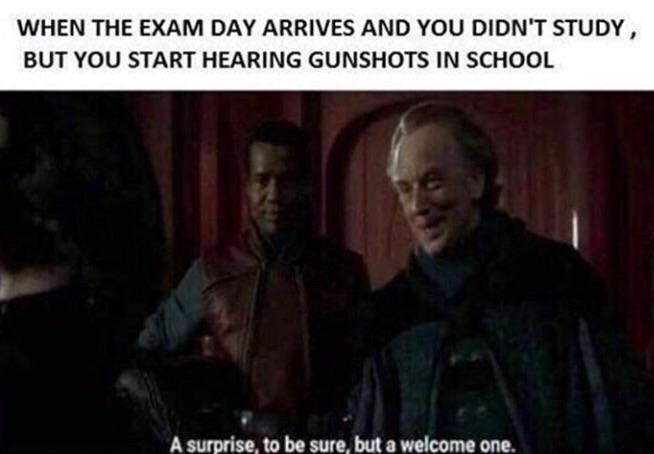 WHEN THE EXAM DAY ARRIVES AND YOU DIDN'T STUDY ,
BUT YOU START HEARING GUNSHOTS IN SCHOOL
A surprise, to be sure, but a welcome one.